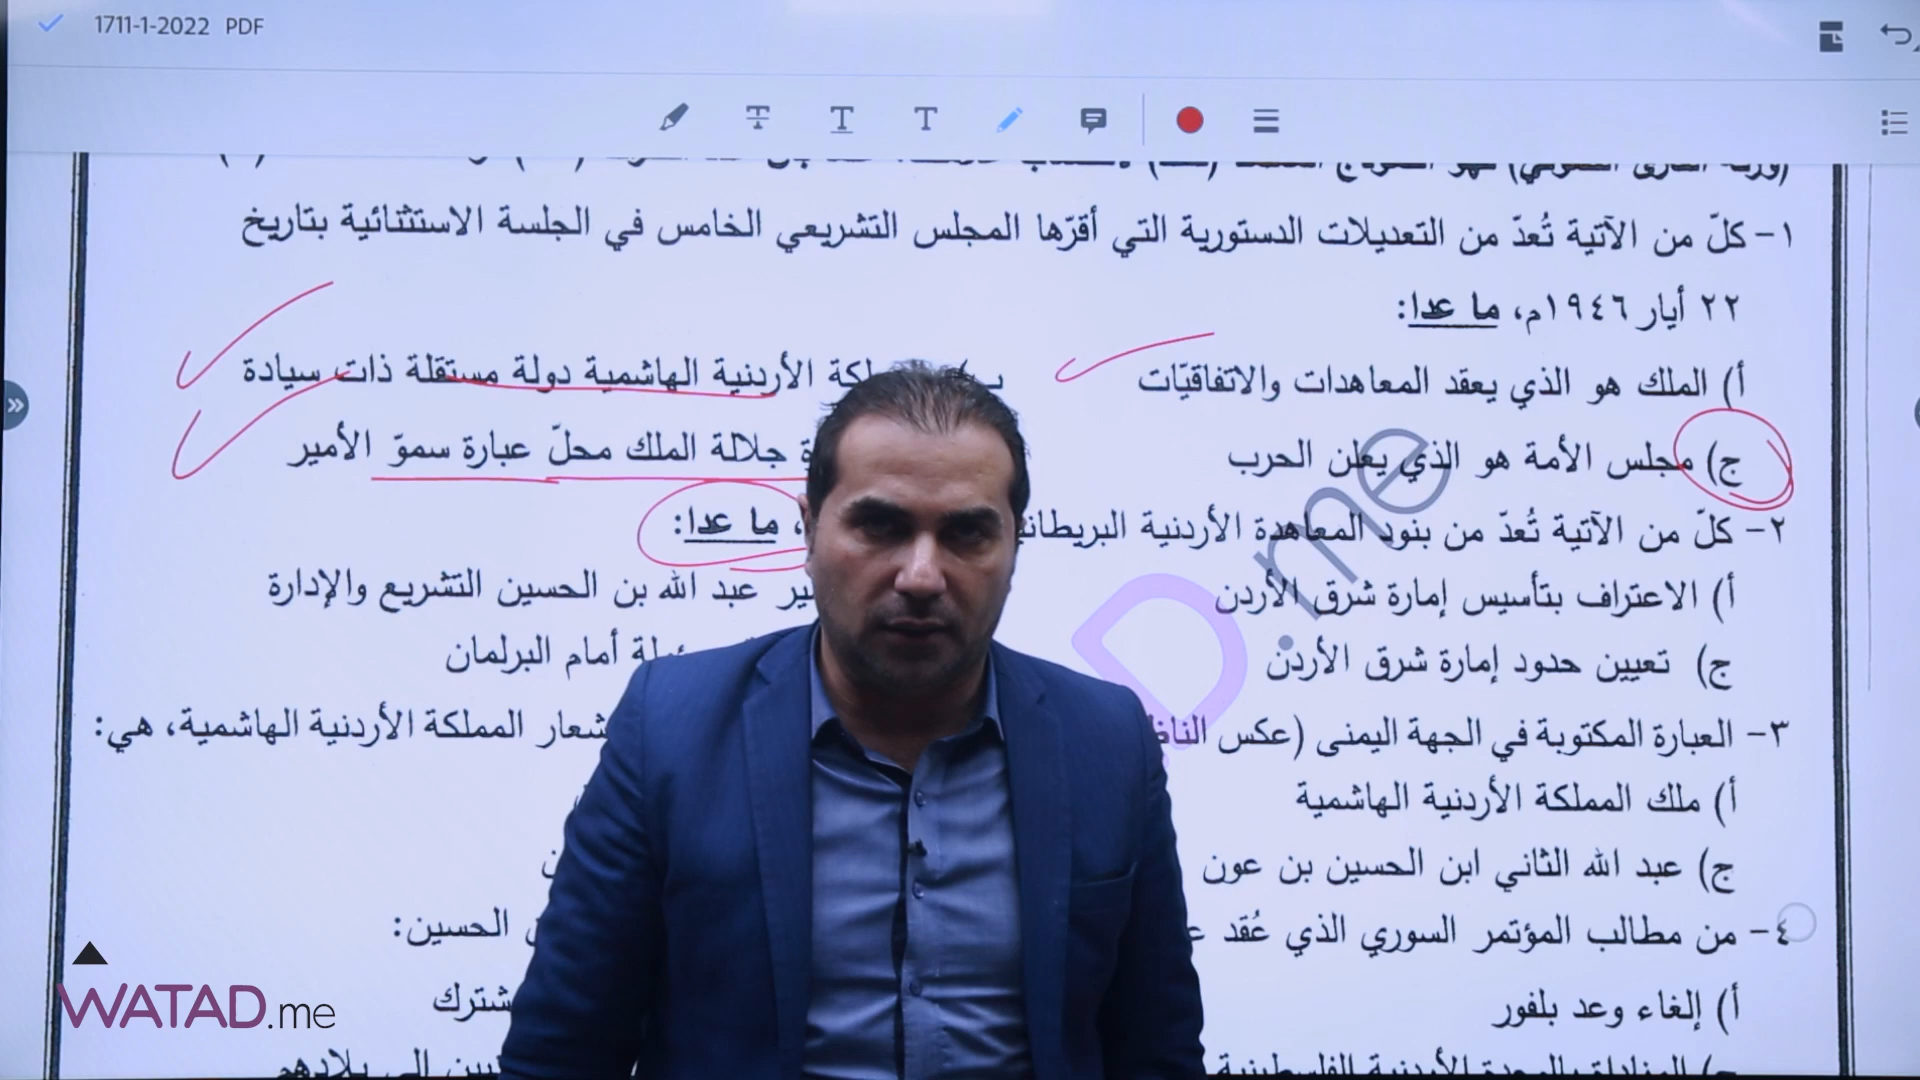 1711-1-2022 PDF
١- كلّ من الآتية تُعدّ من التعديلات الدستورية التي أقرّها المجلس التشريعي الخامس في الجلسة الاستثنائية بتاريخ
٢٢ أيار ١٩٤٦م، ما عدا:
أ) الملك هو الذي يعقد المعاهدات والاتفاقيّات
الأردنية الهاشمية دولة مستقلة ذات سيادة
ج) مجلس الأمة هو الذي يعلن الحرب
جلالة الملك محلّ عبارة سموّ الأمير
٢- كلّ من الآتية تُعدّ من بنود المعاهدة الأردنية
ما عدا:
أ) الاعتراف بتأسيس إمارة شرق الأردن
عبد الله بن الحسين التشريع والإدارة
ج) تعيين حدود إمارة شرق الأردن
أمام البرلمان
٣- العبارة المكتوبة في الجهة اليمنى (عكس
شعار المملكة الأردنية الهاشمية، هي:
أ) ملك المملكة الأردنية الهاشمية
ج) عبد الله الثاني ابن الحسين بن عون
٤- من مطالب المؤتمر السوري الذي عُقد
الحسين:
أ) إلغاء وعد بلفور
WATAD.me